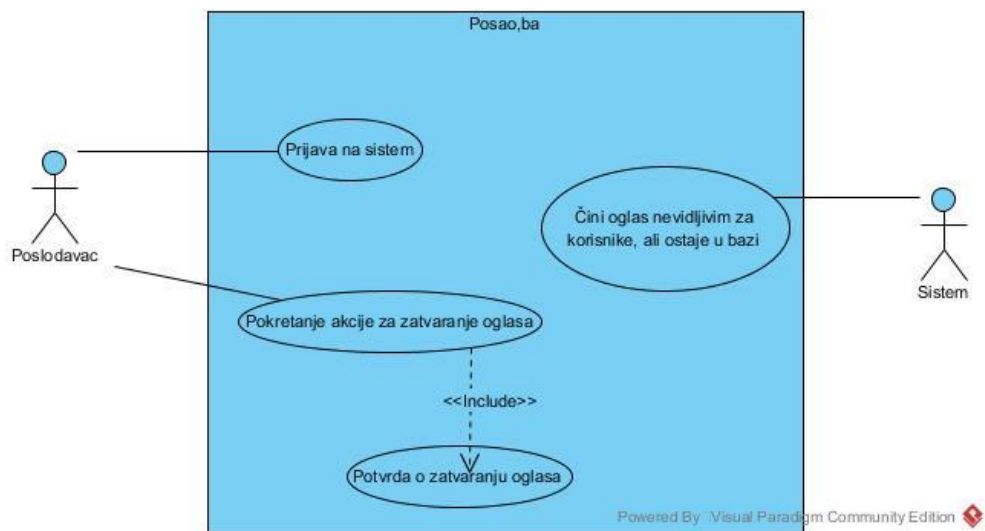 Posao,ba
Prijava na sistem
Čini oglas nevidljivim za
korisnike, ali ostaje u bazi
Poslodavac
Sistem
Pokretanje akcije za zatvaranje oglasa
<<Include>>
Potvrda o zatvaranju oglasa
Powered By Visual Paradigm Community Edition